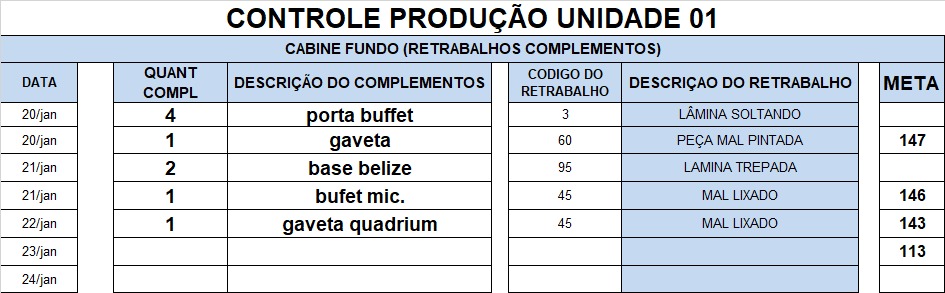 CONTROLE PRODUÇÃO UNIDADE 01
CABINE FUNDO (RETRABALHOS COMPLEMENTOS)
DATA QUANT COMPL DESCRIÇÃO DO COMPLEMENTOS CODIGO DO RETRABALHO DESCRIÇAO DO RETRABALHO META
20/jan 4 porta buffet 3 LÂMINA SOLTANDO
20/jan 1 gaveta 60 PEÇA MAL PINTADA 147
21/jan 2 base belize 95 LAMINA TREPADA
21/jan 1 bufet mic. 45 MAL LIXADO 146
22/jan 1 gaveta quadrium 45 MAL LIXADO 143
23/jan 113
24/jan